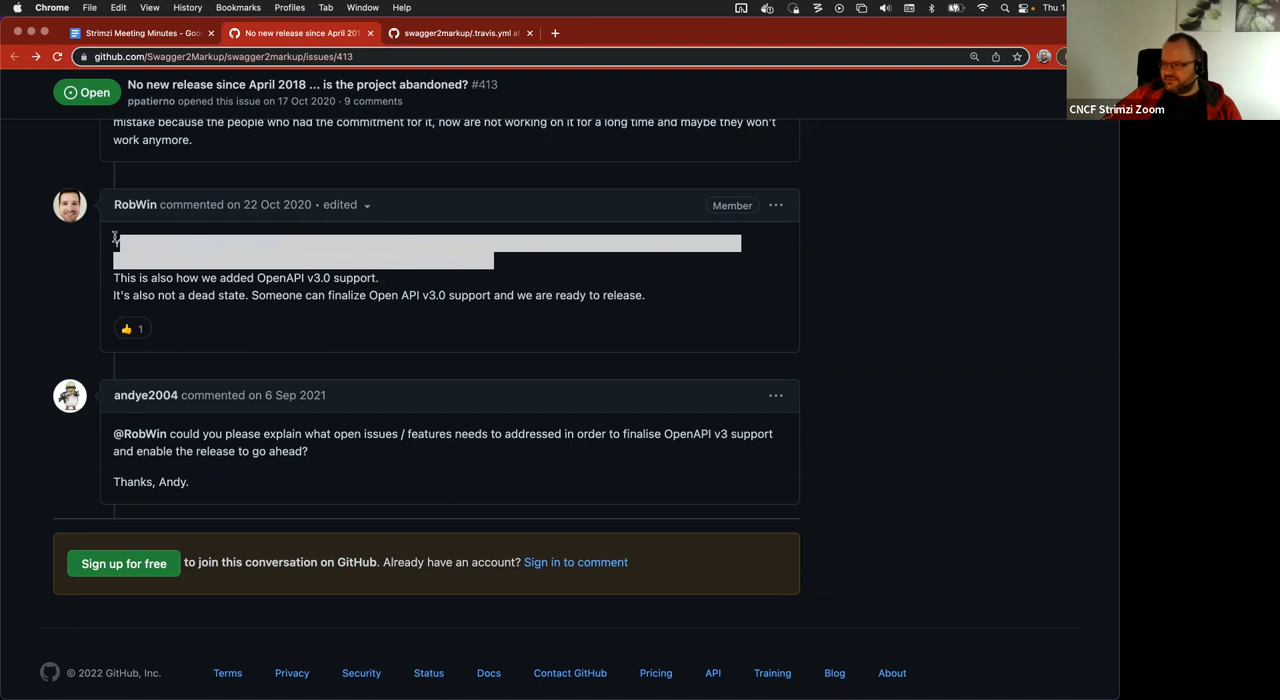 Chrome File Edit View History Bookmarks Profiles Tab Window Help Thu 1
Strimzi Meeting Minutes - Goo
No new release since April 201
swagger2markup/.travis.yml at
github.com/Swagger2Markup/swagger2markup/issues/413
Open
No new release since April 2018 ... is the project abandoned? #413
ppatierno opened this issue on 17 Oct 2020 · 9 comments
CNCF Strimzi Zoom
mistake because the people who had the commitment for it, now are not working on it for a long time and maybe they won't
work anymore.
RobWin commented on 22 Oct 2020 • edited
Member
This is also how we added OpenAPI v3.0 support.
It's also not a dead state. Someone can finalize Open API v3.0 support and we are ready to release.
1
andye2004 commented on 6 Sep 2021
@RobWin could you please explain what open issues / features needs to addressed in order to finalise OpenAPI v3 support
and enable the release to go ahead?
Thanks, Andy.
Sign up for free to join this conversation on GitHub. Already have an account? Sign in to comment
© 2022 GitHub, Inc. Terms Privacy Security Status Docs Contact GitHub Pricing API Training Blog About